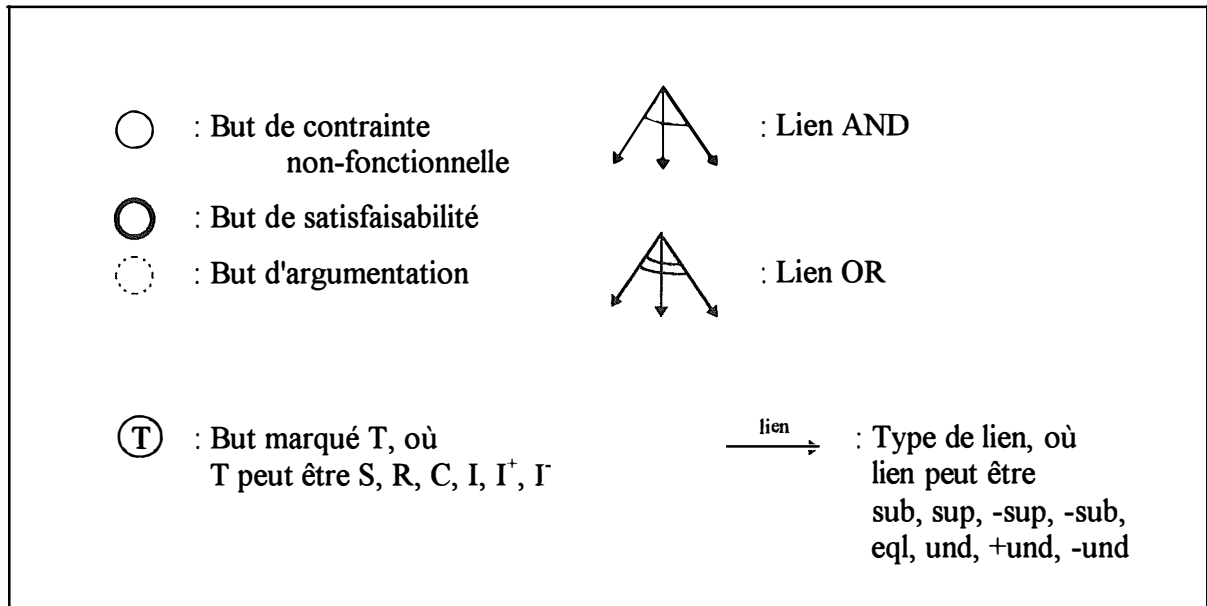 : But de contrainte
non-fonctionnelle
: But de satisfaisabilité
: But d'argumentation
: Lien AND
: Lien OR
T : But marqué T, où
T peut être S, R, C, I, I⁺, I⁻
lien
: Type de lien, où
lien peut être
sub, sup, -sup, -sub,
eql, und, +und, -und